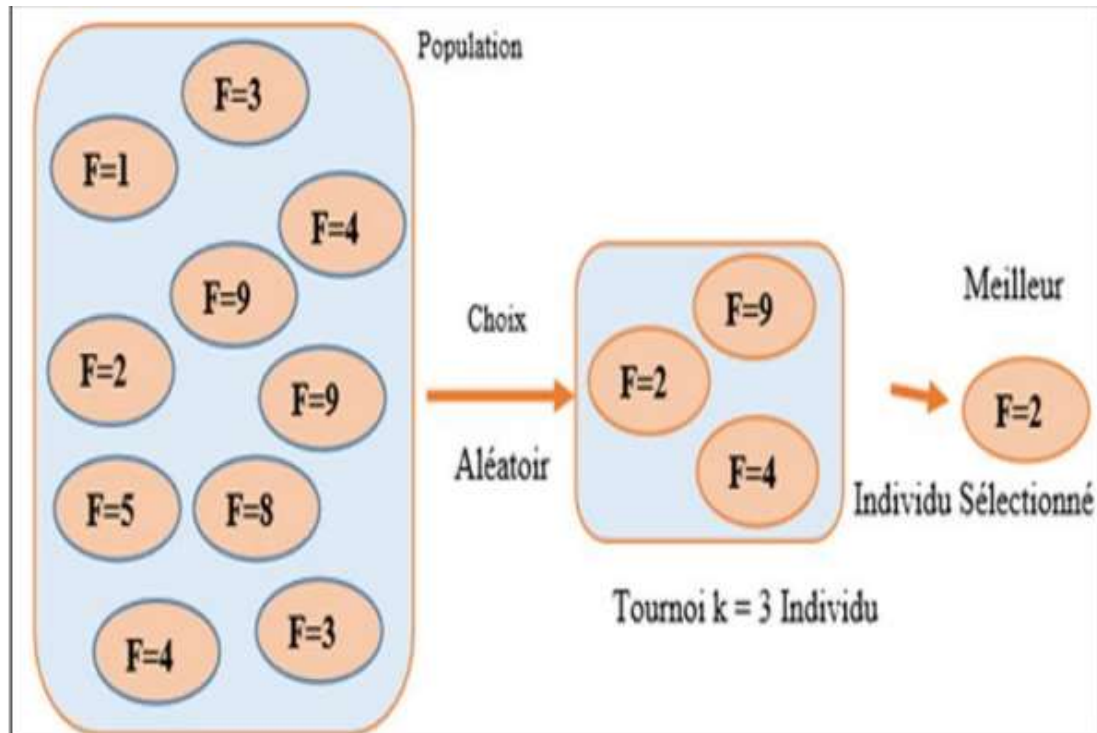 Population
F=3
F=1
F=4
F=9
F=2
F=9
F=5
F=8
F=4
F=3
Choix
Aléatoir
F=9
F=2
F=4
Tournoi k = 3 Individu
Meilleur
F=2
Individu Sélectionné